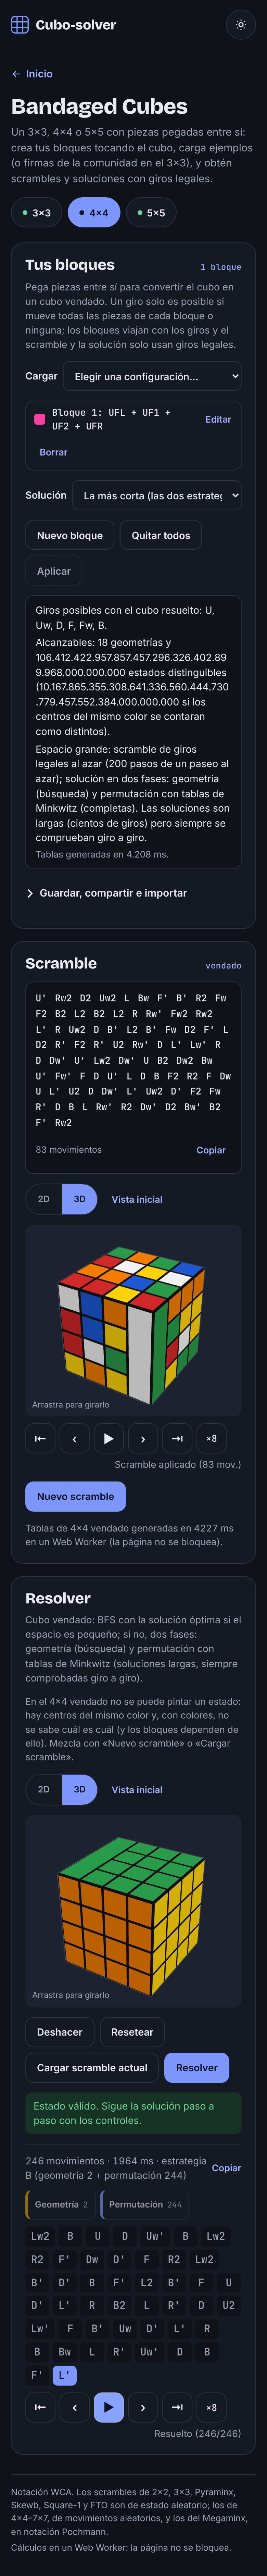 Cubo-solver
← Inicio
Bandaged Cubes
Un 3×3, 4×4 o 5×5 con piezas pegadas entre sí:
crea tus bloques tocando el cubo, carga ejemplos
(o firmas de la comunidad en el 3×3), y obtén
scrambles y soluciones con giros legales.
3×3
4×4
5×5
Tus bloques
1 bloque
Pega piezas entre sí para convertir el cubo en
un cubo vendado. Un giro solo es posible si
mueve todas las piezas de cada bloque o
ninguna; los bloques viajan con los giros y el
scramble y la solución solo usan giros legales.
Cargar
Elegir una configuración...
Bloque 1: UFL + UF1 +
UF2 + UFR
Editar
Borrar
Solución
La más corta (las dos estrateg
Nuevo bloque
Quitar todos
Aplicar
Giros posibles con el cubo resuelto: U,
Uw, D, F, Fw, B.
Alcanzables: 18 geometrías y
106.412.422.957.857.457.296.326.402.89
9.968.000.000.000 estados distinguibles
(10.167.865.355.308.641.336.560.444.730
.779.457.552.384.000.000.000 si los
centros del mismo color se contaran
como distintos).
Espacio grande: scramble de giros
legales al azar (200 pasos de un paseo al
azar); solución en dos fases: geometría
(búsqueda) y permutación con tablas de
Minkwitz (completas). Las soluciones son
largas (cientos de giros) pero siempre se
comprueban giro a giro.
Tablas generadas en 4.208 ms.
Guardar, compartir e importar
Scramble
vendado
U' Rw2 D2 Uw2 L Bw F' B' R2 Fw
F2 B2 L2 B2 L2 R Rw' Fw2 Rw2
L' R Uw2 D B' L2 B' Fw D2 F' L
D2 R' F2 R' U2 Rw' D L' Lw' R
D Dw' U' Lw2 Dw' U B2 Dw2 Bw
U' Fw' F D U' L D B F2 R2 F Dw
U L' U2 D Dw' L' Uw2 D' F2 Fw
R' D B L Rw' R2 Dw' D2 Bw' B2
F' Rw2
83 movimientos
Copiar
2D
3D
Vista inicial
Arrastra para girarlo
×8
Scramble aplicado (83 mov.)
Nuevo scramble
Tablas de 4×4 vendado generadas en 4227 ms
en un Web Worker (la página no se bloquea).
Resolver
Cubo vendado: BFS con la solución óptima si el
espacio es pequeño; si no, dos fases:
geometría (búsqueda) y permutación con
tablas de Minkwitz (soluciones largas, siempre
comprobadas giro a giro).
En el 4×4 vendado no se puede pintar un estado:
hay centros del mismo color y, con colores, no
se sabe cuál es cuál (y los bloques dependen de
ello). Mezcla con «Nuevo scramble» o «Cargar
scramble».
2D
3D
Vista inicial
Arrastra para girarlo
Deshacer
Resetear
Cargar scramble actual
Resolver
Estado válido. Sigue la solución paso a
paso con los controles.
246 movimientos · 1964 ms · estrategia
B (geometría 2 + permutación 244)
Copiar
Geometría 2
Permutación 244
Lw2 B U D Uw' B Lw2
R2 F' Dw D' F R2 Lw2
B' D' B F' L2 B' F U
D' L' R B2 L R' D U2
Lw' F B' Uw D' L' R
B Bw L R' Uw' D B
F' L'
×8
Resuelto (246/246)
Notación WCA. Los scrambles de 2×2, 3×3, Pyraminx,
Skewb, Square-1 y FTO son de estado aleatorio; los de
4×4–7×7, de movimientos aleatorios, y los del Megaminx,
en notación Pochmann.
Cálculos en un Web Worker: la página no se bloquea.